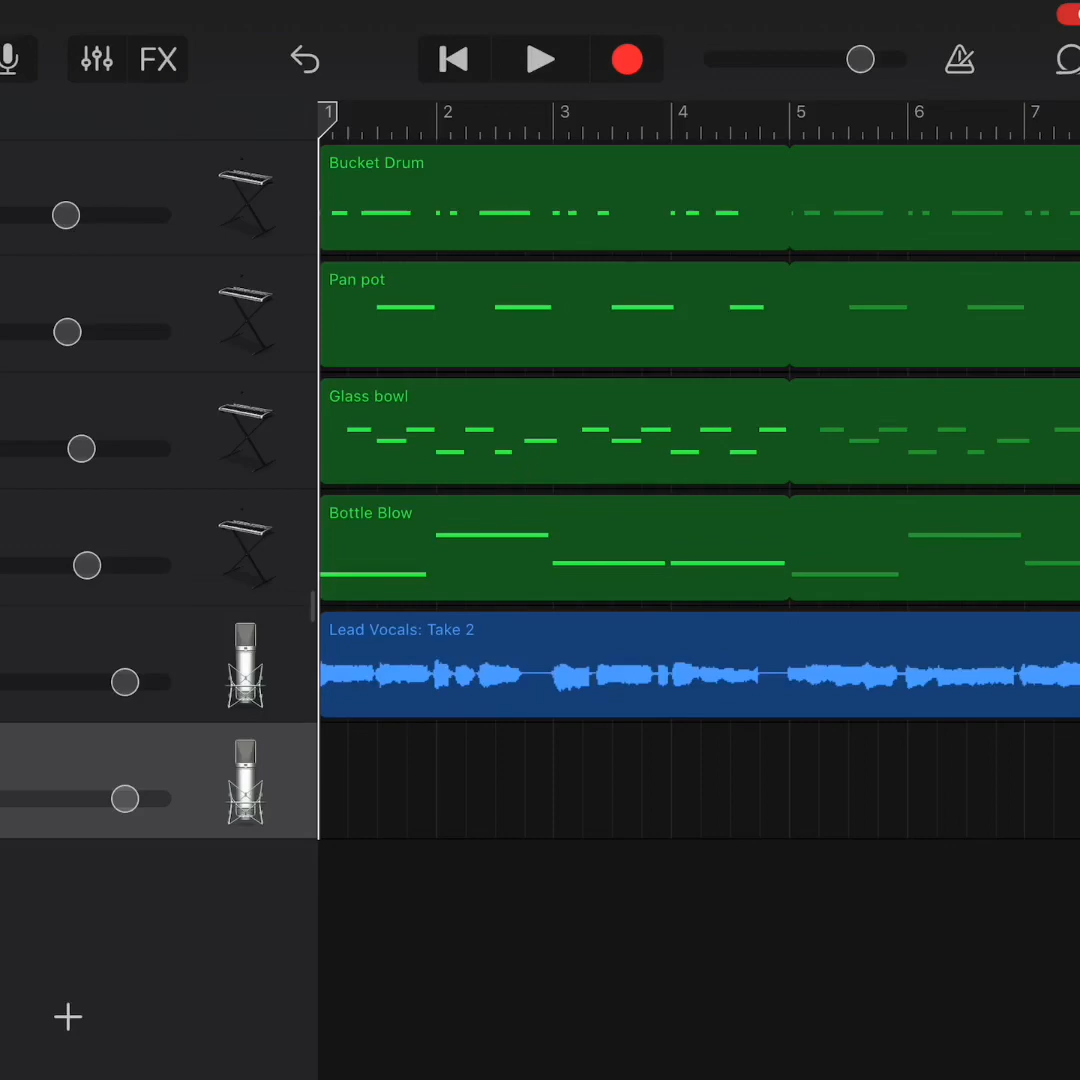 FX
1 2 3 4 5 6 7
Bucket Drum
Pan pot
Glass bowl
Bottle Blow
Lead Vocals: Take 2